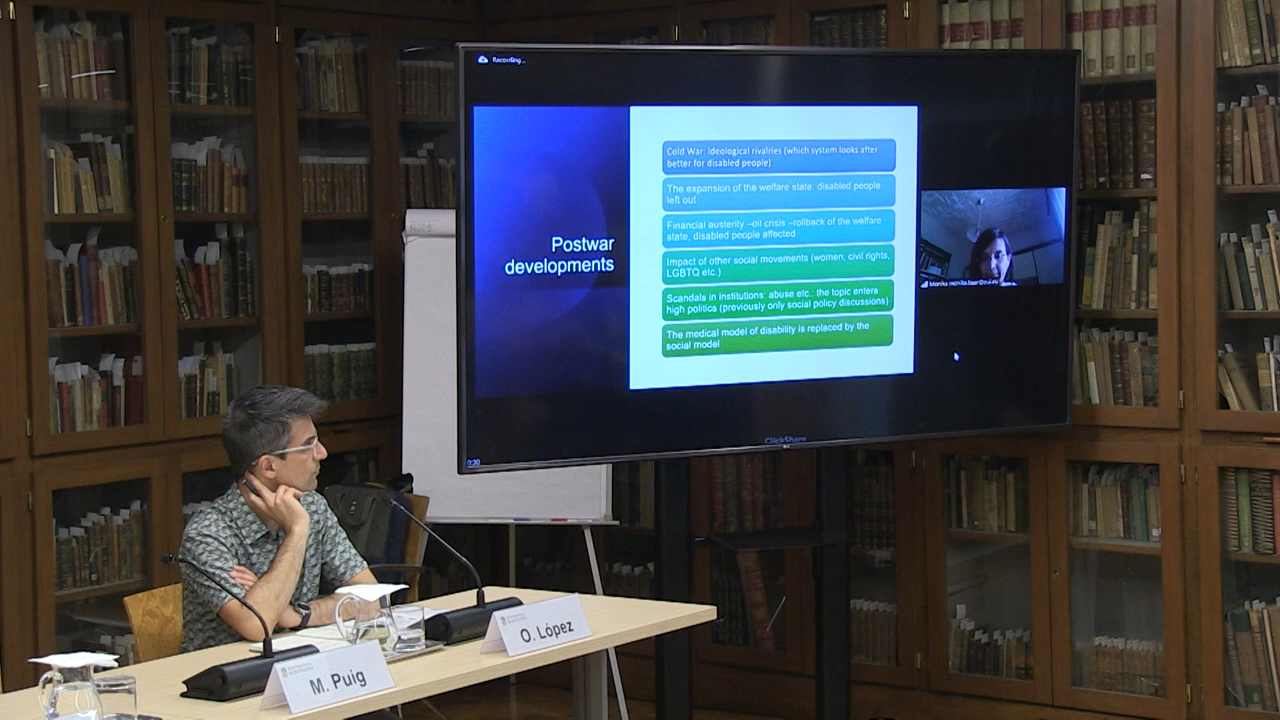 Recording...
Postwar
developments
Cold War: ideological rivalries (which system looks after
better for disabled people)
The expansion of the welfare state: disabled people
left out
Financial austerity –oil crisis –rollback of the welfare
state, disabled people affected
Impact of other social movements (women, civil rights,
LGBTQ etc.)
Scandals in institutions: abuse etc.: the topic enters
high politics (previously only social policy discussions)
The medical model of disability is replaced by the
social model
ClickShare
M. Puig
O. López